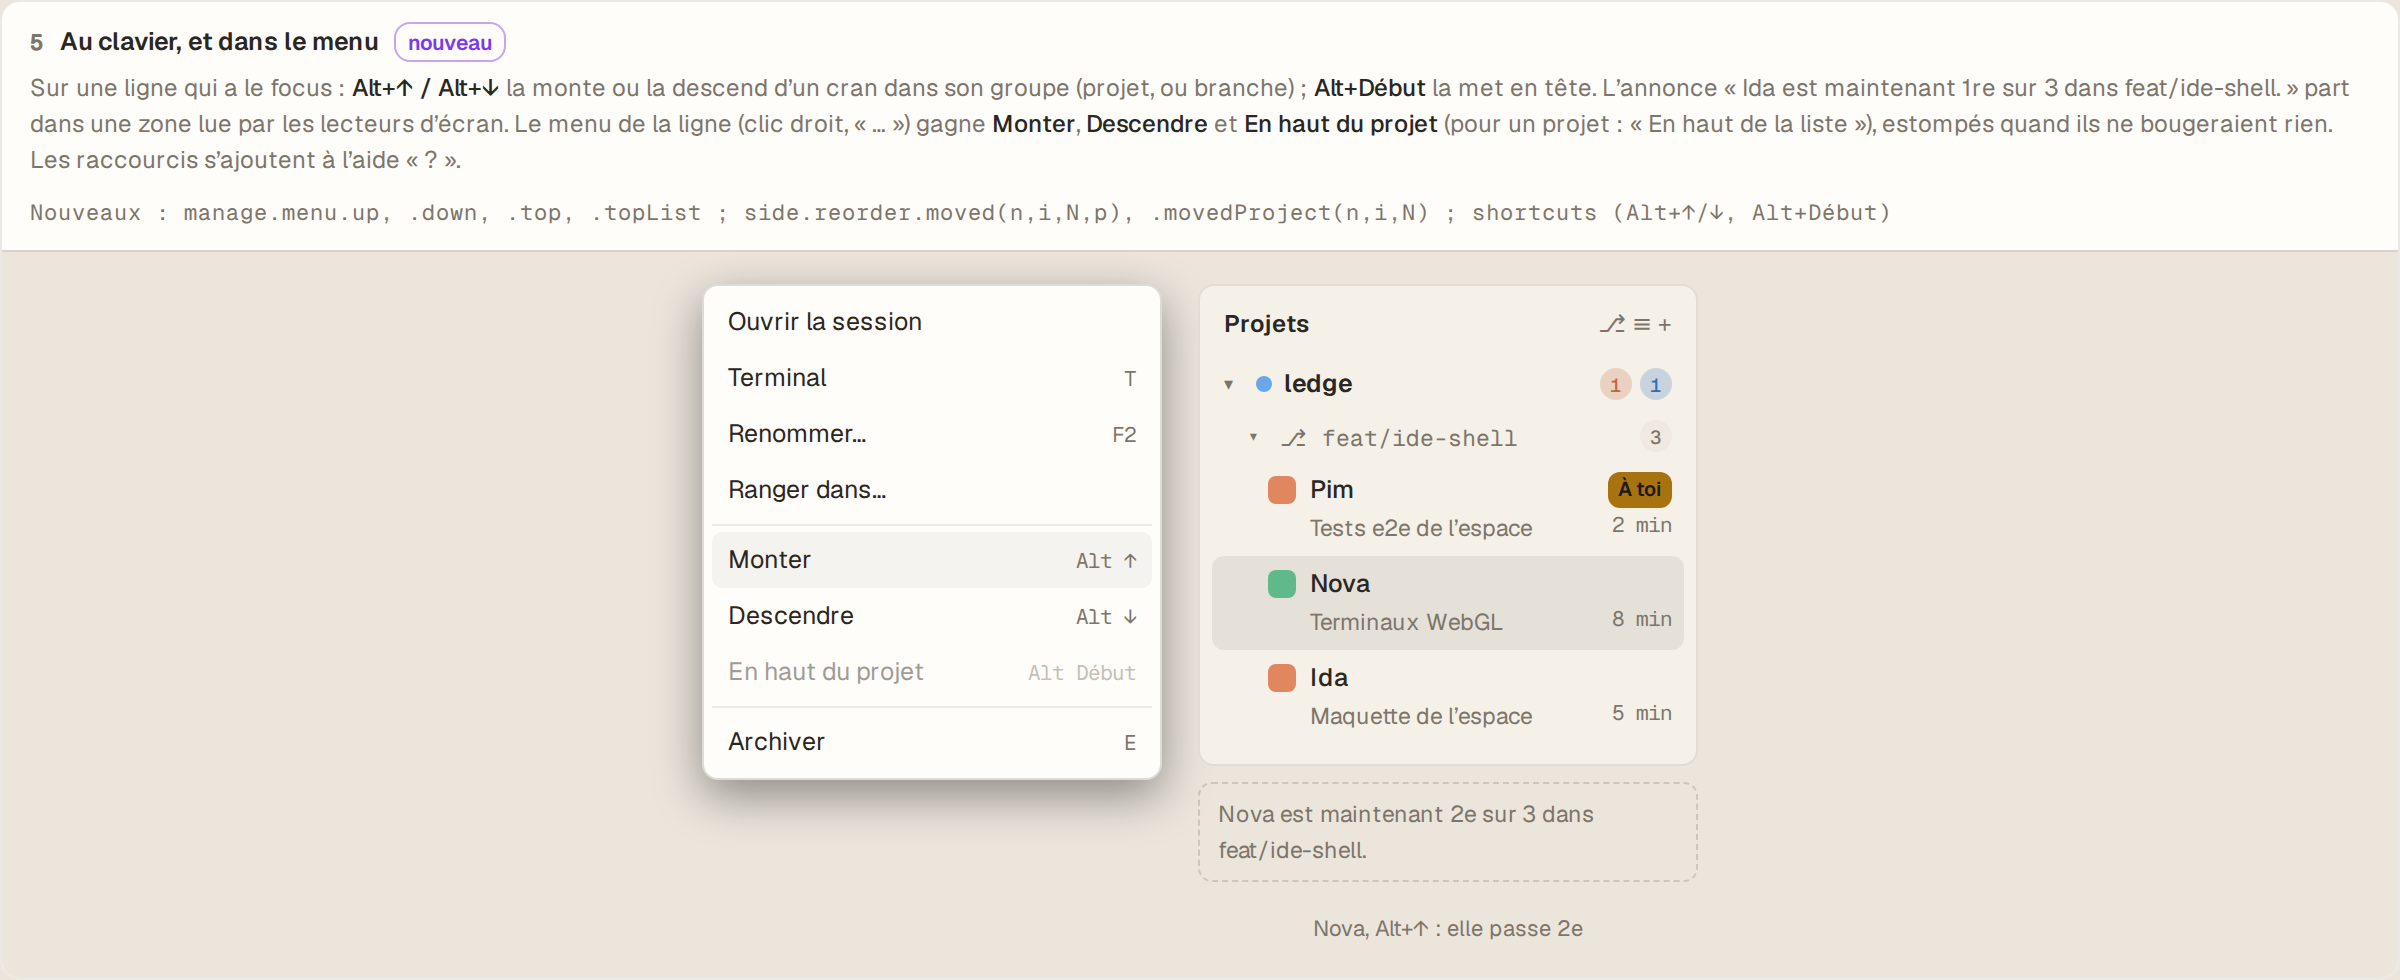 5 Au clavier, et dans le menu nouveau
Sur une ligne qui a le focus : Alt+↑ / Alt+↓ la monte ou la descend d’un cran dans son groupe (projet, ou branche) ; Alt+Début la met en tête. L’annonce « Ida est maintenant 1re sur 3 dans feat/ide-shell. » part
dans une zone lue par les lecteurs d’écran. Le menu de la ligne (clic droit, « … ») gagne Monter, Descendre et En haut du projet (pour un projet : « En haut de la liste »), estompés quand ils ne bougeraient rien.
Les raccourcis s’ajoutent à l’aide « ? ».
Nouveaux : manage.menu.up, .down, .top, .topList ; side.reorder.moved(n,i,N,p), .movedProject(n,i,N) ; shortcuts (Alt+↑/↓, Alt+Début)
Ouvrir la session
Terminal T
Renommer… F2
Ranger dans…
Monter Alt ↑
Descendre Alt ↓
En haut du projet Alt Début
Archiver E
Projets ⎇ ≡ +
▾ ledge 1 1
▾ ⎇ feat/ide-shell 3
Pim À toi
Tests e2e de l’espace 2 min
Nova
Terminaux WebGL 8 min
Ida
Maquette de l’espace 5 min
Nova est maintenant 2e sur 3 dans
feat/ide-shell.
Nova, Alt+↑ : elle passe 2e